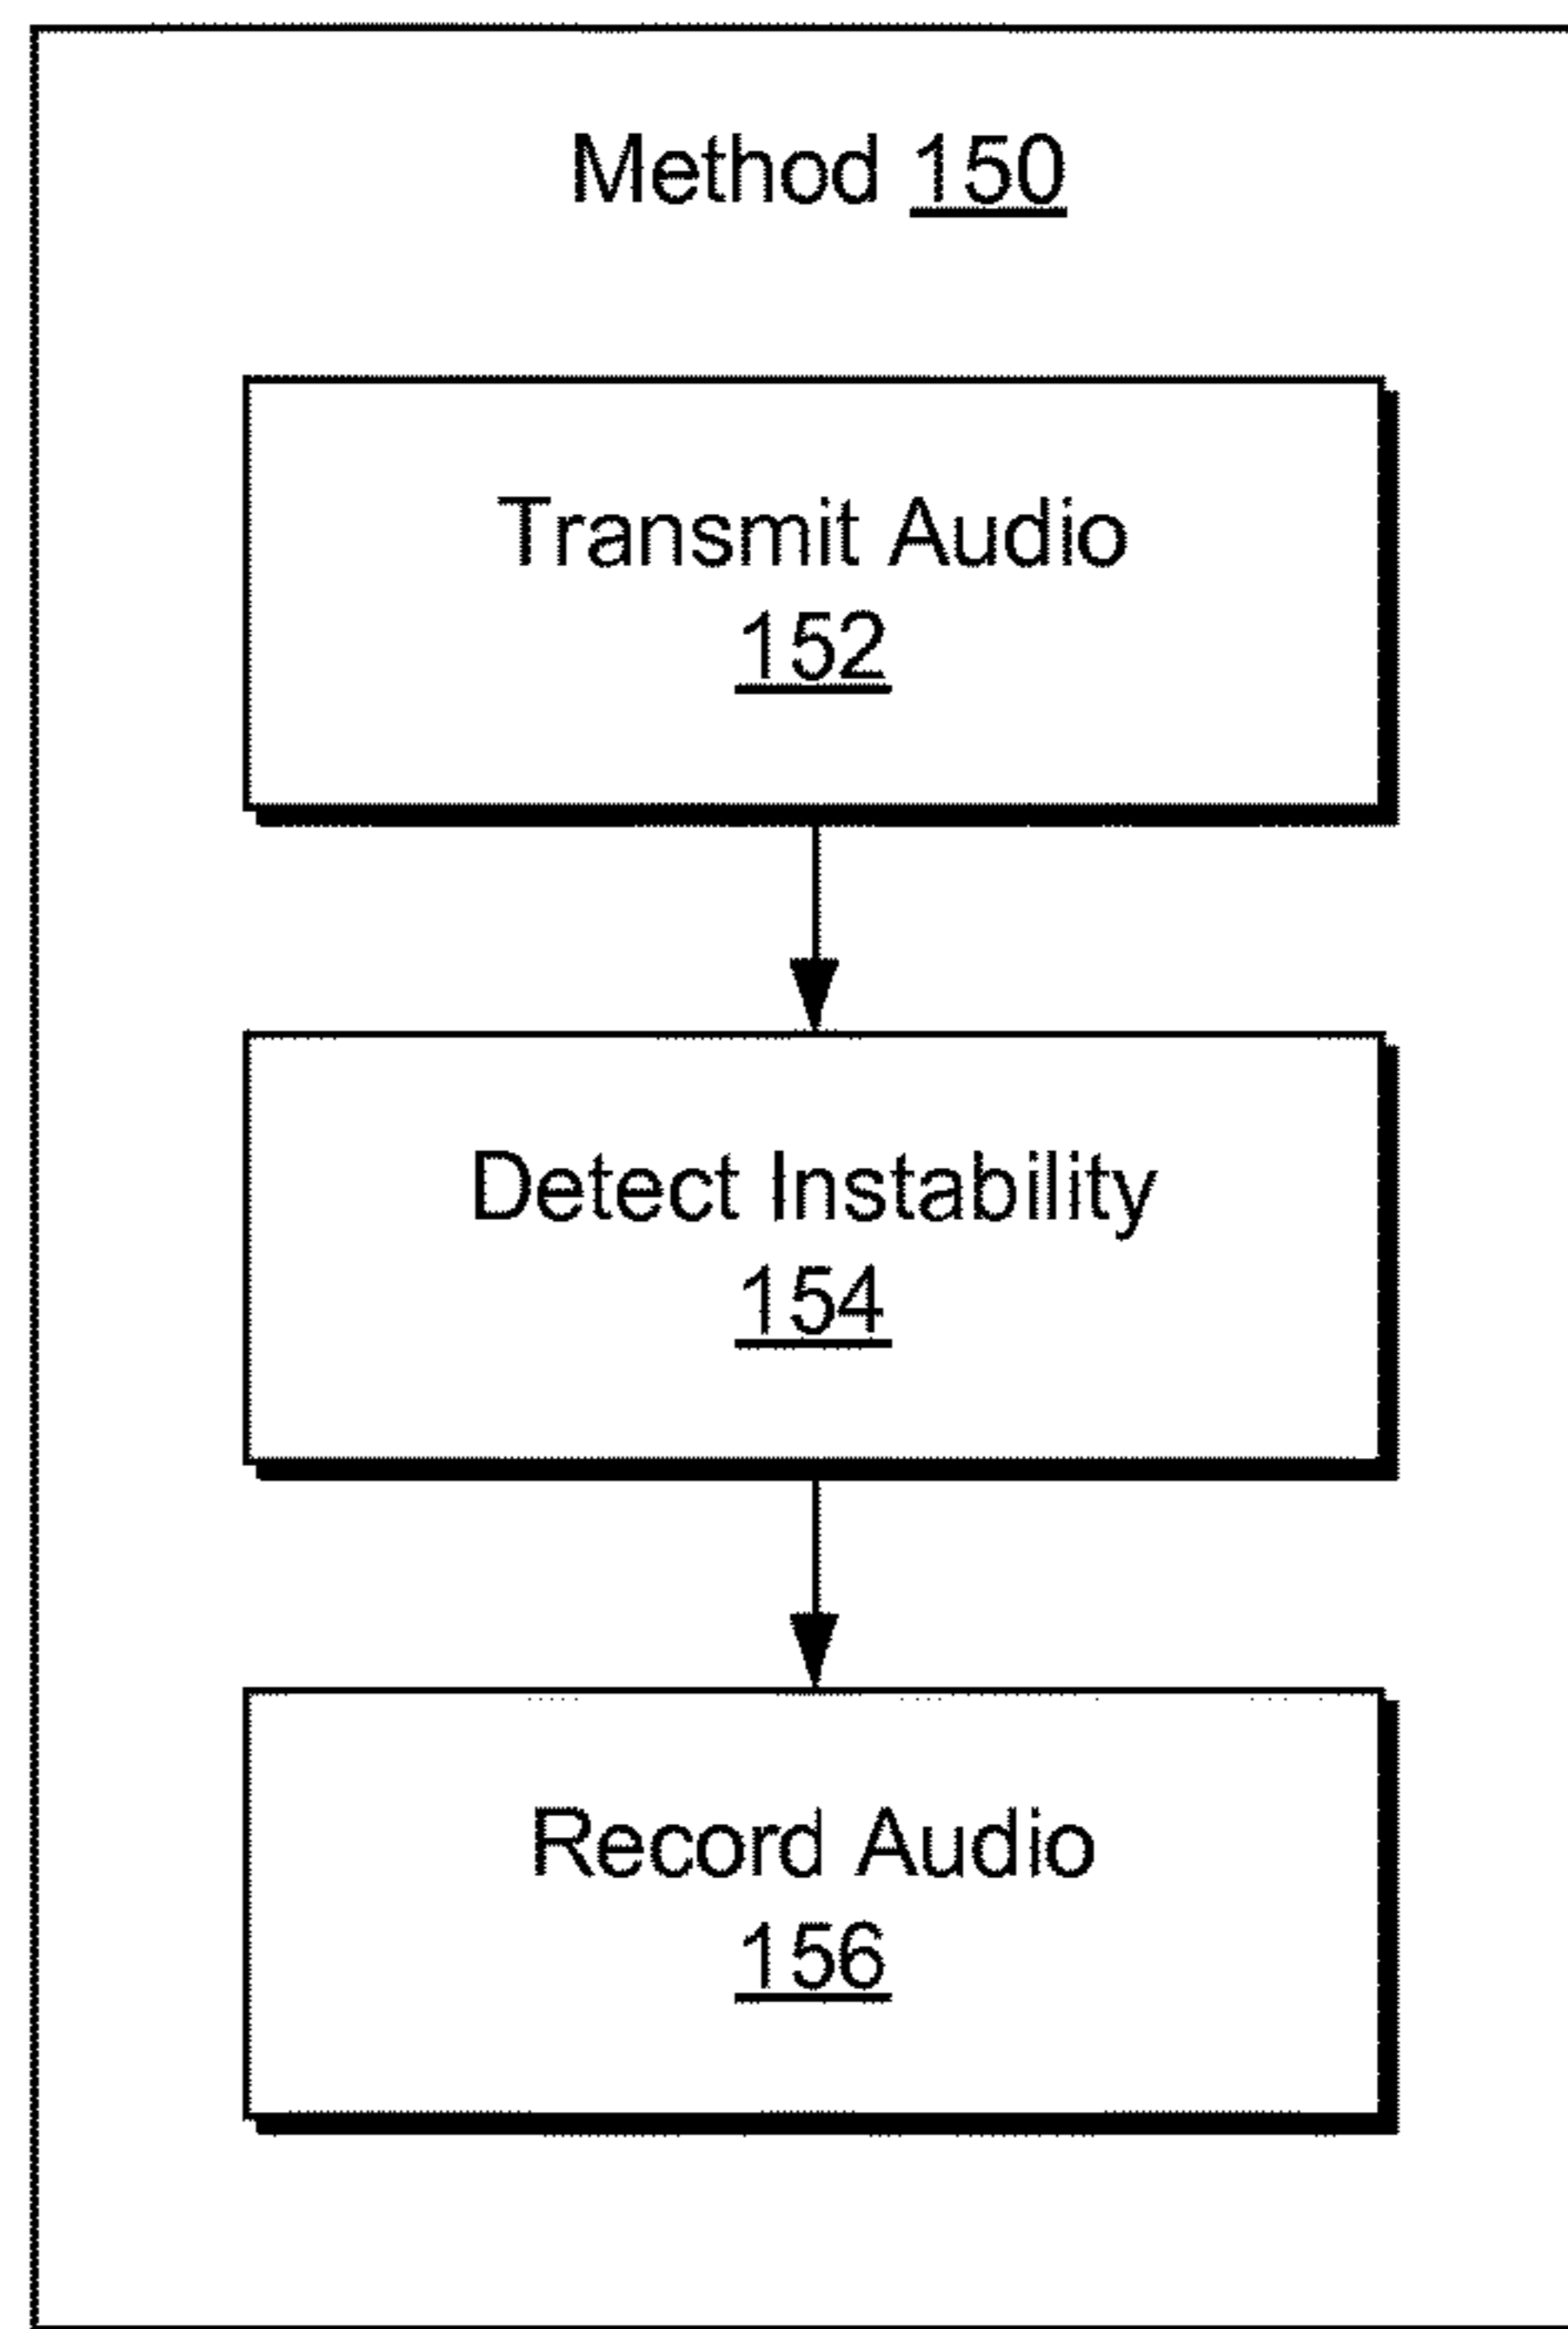 Method 150
Transmit Audio
152
Detect Instability
154
Record Audio
156